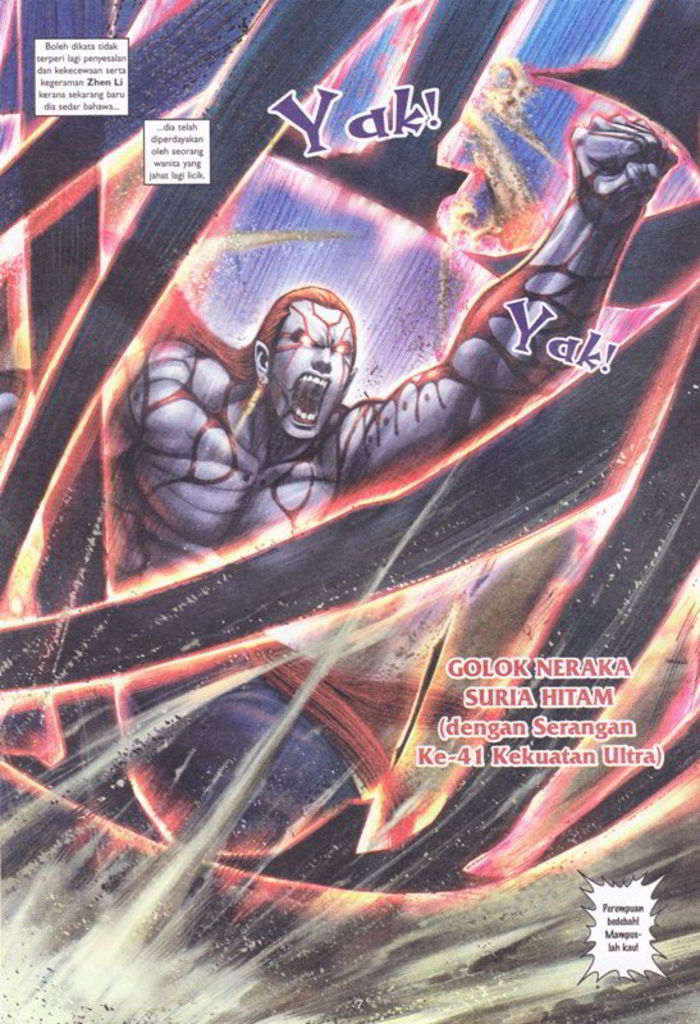 Boleh dikata tidak
terperi lagi penyesalan
dan kekecewaan serta
kegeraman Zhen Li
kerana sekarang baru
dia sedar bahawa...
...dia telah
diperdayakan
oleh seorang
wanita yang
jahat lagi licik.
Yak!
Yak!
GOLOK NERAKA
SURIA HITAM
(dengan Serangan
Ke-41 Kekuatan Ultra)
Perempuan
bedebah!
Mampus-
lah kau!